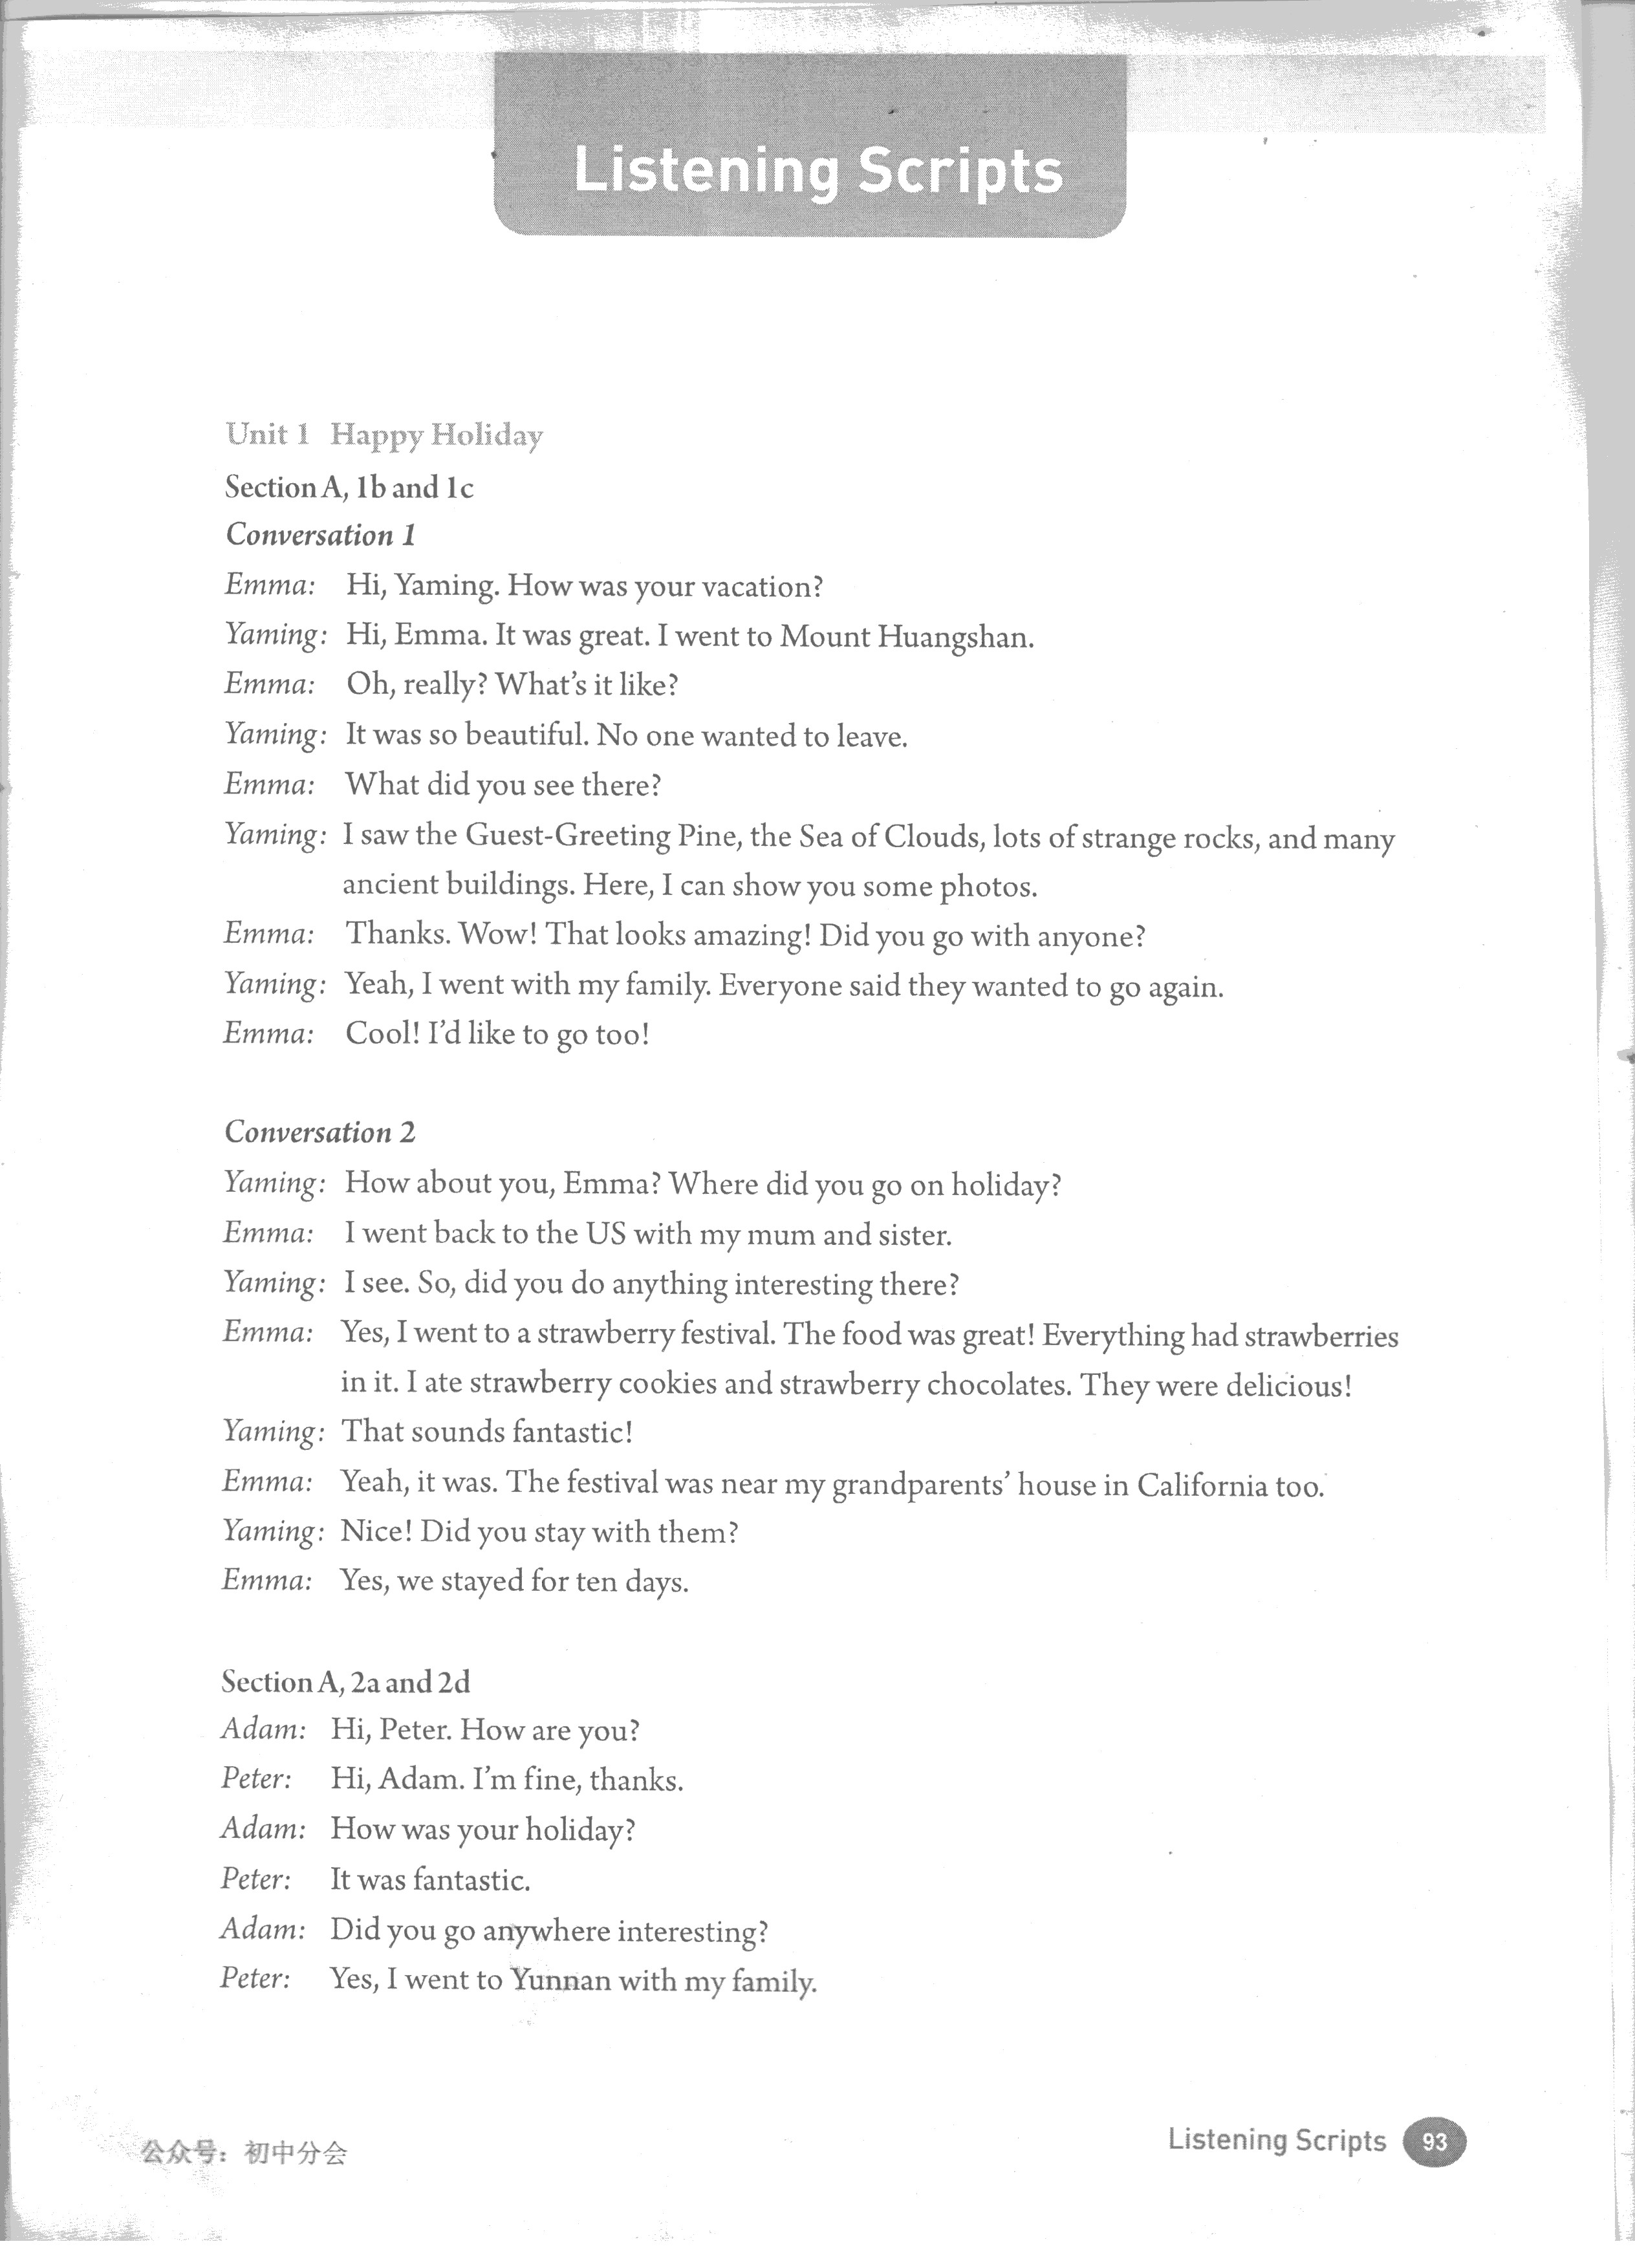 Listening Scripts
Unit 1 Happy Holiday
Section A, 1b and 1c
Conversation 1
Emma: Hi, Yaming. How was your vacation?
Yaming: Hi, Emma. It was great. I went to Mount Huangshan.
Emma: Oh, really? What's it like?
Yaming: It was so beautiful. No one wanted to leave.
Emma: What did you see there?
Yaming: I saw the Guest-Greeting Pine, the Sea of Clouds, lots of strange rocks, and many
ancient buildings. Here, I can show you some photos.
Emma: Thanks. Wow! That looks amazing! Did you go with anyone?
Yaming: Yeah, I went with my family. Everyone said they wanted to go again.
Emma: Cool! I'd like to go too!
Conversation 2
Yaming: How about you, Emma? Where did you go on holiday?
Emma: I went back to the US with my mum and sister.
Yaming: I see. So, did you do anything interesting there?
Emma: Yes, I went to a strawberry festival. The food was great! Everything had strawberries
in it. I ate strawberry cookies and strawberry chocolates. They were delicious!
Yaming: That sounds fantastic!
Emma: Yeah, it was. The festival was near my grandparents' house in California too.
Yaming: Nice! Did you stay with them?
Emma: Yes, we stayed for ten days.
Section A, 2a and 2d
Adam: Hi, Peter. How are you?
Peter: Hi, Adam. I'm fine, thanks.
Adam: How was your holiday?
Peter: It was fantastic.
Adam: Did you go anywhere interesting?
Peter: Yes, I went to Yunnan with my family.
Listening Scripts 93
公众号：初中分会